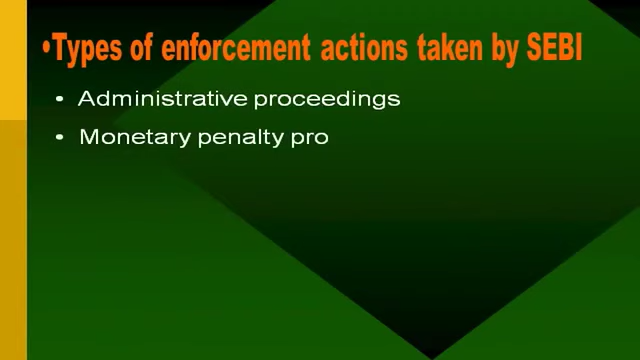 •Types of enforcement actions taken by SEBI
• Administrative proceedings
• Monetary penalty pro